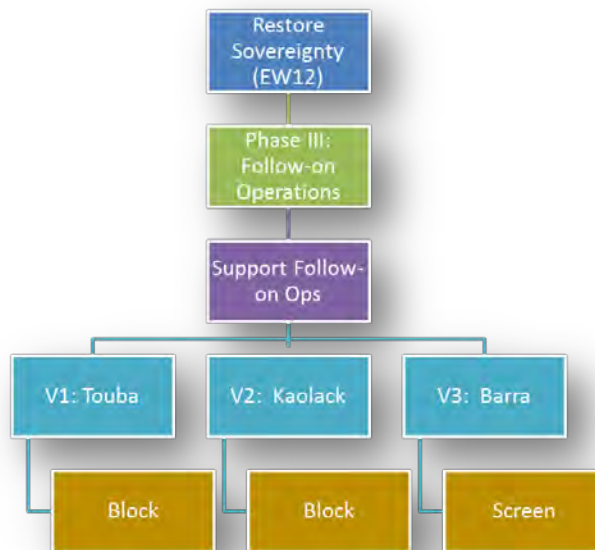 Restore
Sovereignty
(EW12)
Phase III:
Follow-on
Operations
Support Follow-
on Ops
V1: Touba
V2: Kaolack
V3: Barra
Block
Block
Screen